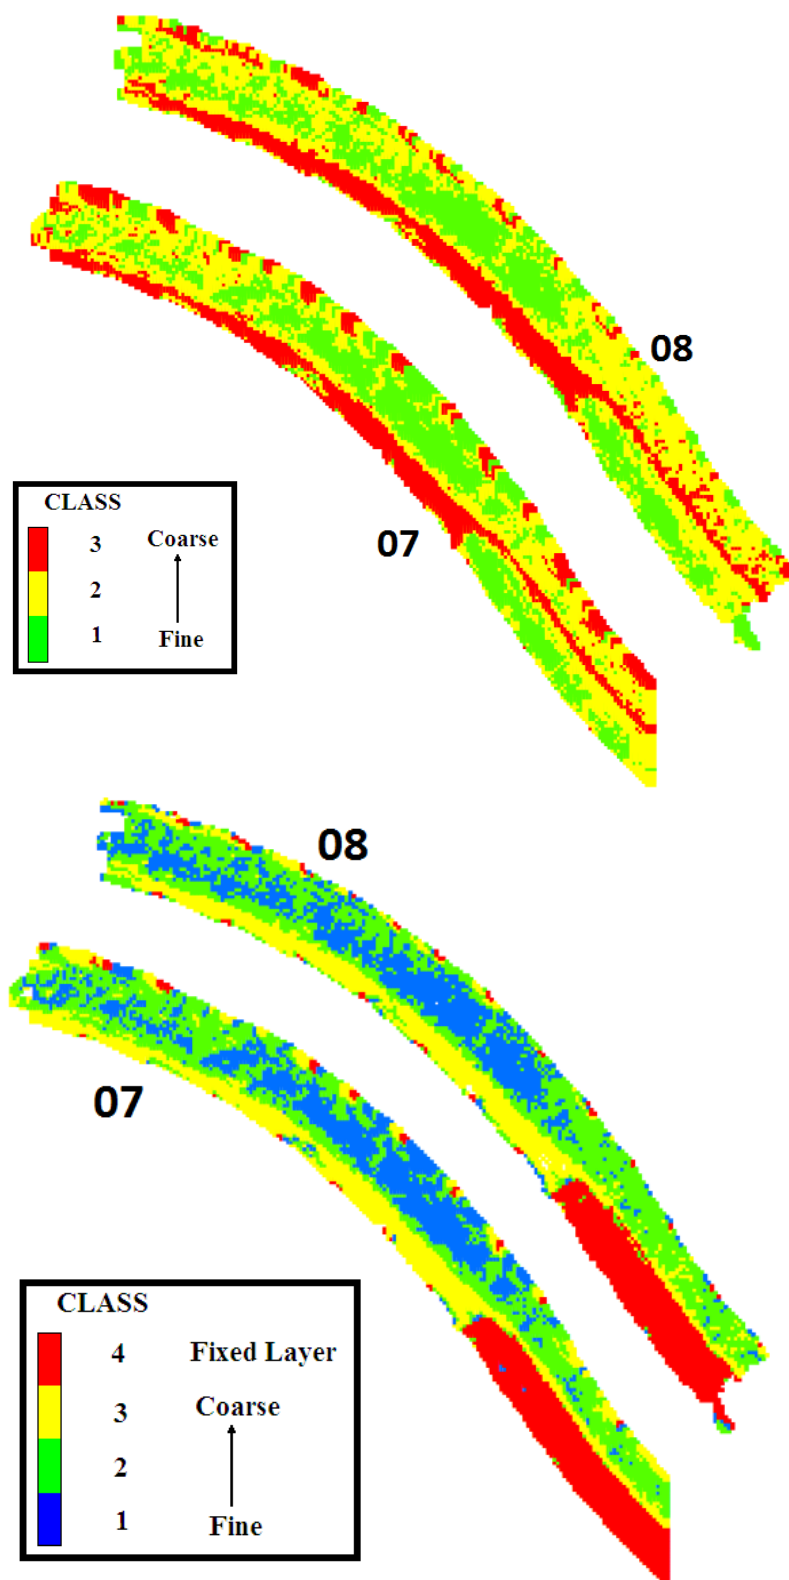 08
07
CLASS
3 Coarse
2
1 Fine
08
07
CLASS
4 Fixed Layer
3 Coarse
2
1 Fine